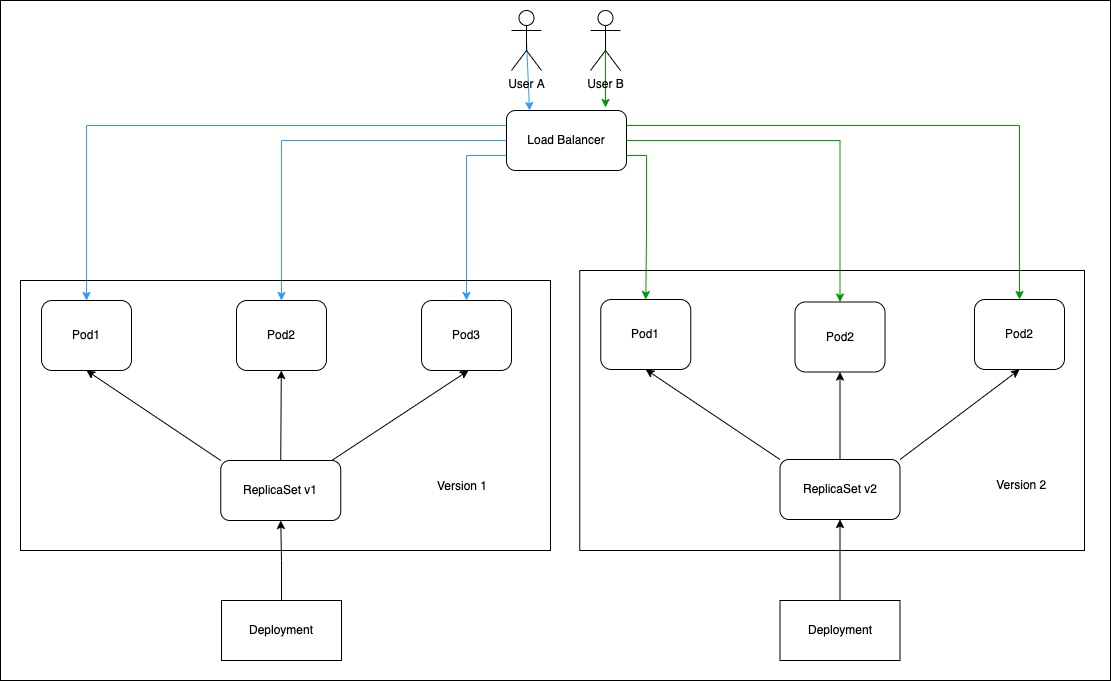 User A
User B
Load Balancer
Pod1
Pod2
Pod3
Pod1
Pod2
Pod2
ReplicaSet v1
Version 1
ReplicaSet v2
Version 2
Deployment
Deployment